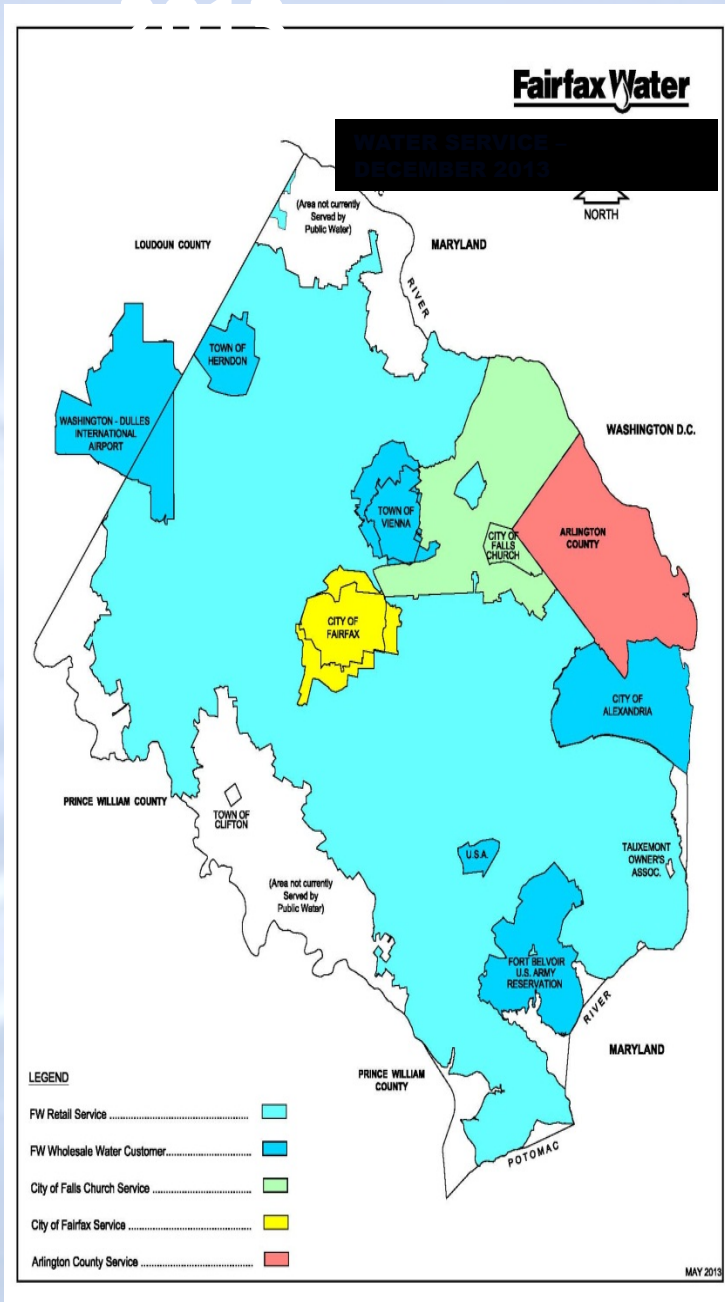 Fairfax Water
WATER SERVICE –
DECEMBER 2013
NORTH
(Area not currently
Served by
Public Water)
LOUDOUN COUNTY
MARYLAND
RIVER
TOWN OF
HERNDON
WASHINGTON - DULLES
INTERNATIONAL
AIRPORT
WASHINGTON D.C.
TOWN OF
VIENNA
CITY OF
FALLS
CHURCH
ARLINGTON
COUNTY
CITY OF
FAIRFAX
CITY OF
ALEXANDRIA
PRINCE WILLIAM COUNTY
TOWN OF
CLIFTON
U.S.A.
TAUXEMONT
OWNER'S
ASSOC.
(Area not currently
Served by
Public Water)
FORT BELVOIR
U.S. ARMY
RESERVATION
RIVER
MARYLAND
PRINCE WILLIAM
COUNTY
POTOMAC
LEGEND
FW Retail Service
FW Wholesale Water Customer
City of Falls Church Service
City of Fairfax Service
Arlington County Service
MAY 2013